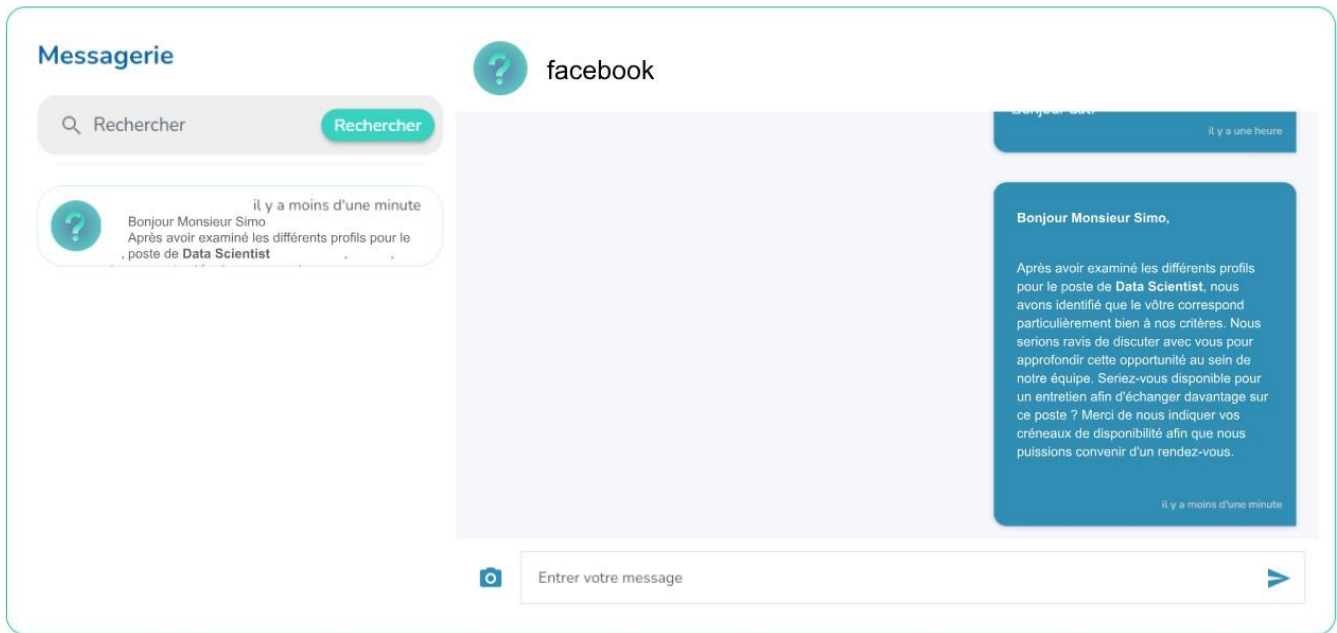 Messagerie
Rechercher
Rechercher
il y a moins d'une minute
Bonjour Monsieur Simo
Après avoir examiné les différents profils pour le
poste de Data Scientist
facebook
Bonjour
il y a une heure
Bonjour Monsieur Simo,
Après avoir examiné les différents profils
pour le poste de Data Scientist, nous
avons identifié que le vôtre correspond
particulièrement bien à nos critères. Nous
serions ravis de discuter avec vous pour
approfondir cette opportunité au sein de
notre équipe. Seriez-vous disponible pour
un entretien afin d'échanger davantage sur
ce poste ? Merci de nous indiquer vos
créneaux de disponibilité afin que nous
puissions convenir d'un rendez-vous.
il y a moins d'une minute
Entrer votre message